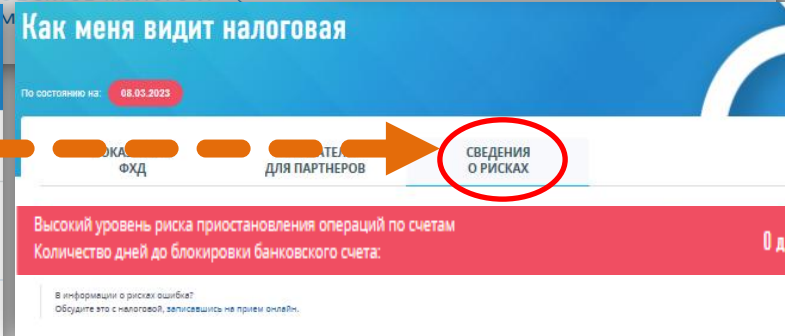 Как меня видит налоговая
По состоянию на: 08.03.2023
ФХД
ДЛЯ ПАРТНЕРОВ
СВЕДЕНИЯ
О РИСКАХ
Высокий уровень риска приостановления операций по счетам
Количество дней до блокировки банковского счета:
0 д
В информации о рисках ошибка?
Обсудите это с налоговой, записавшись на прием онлайн.